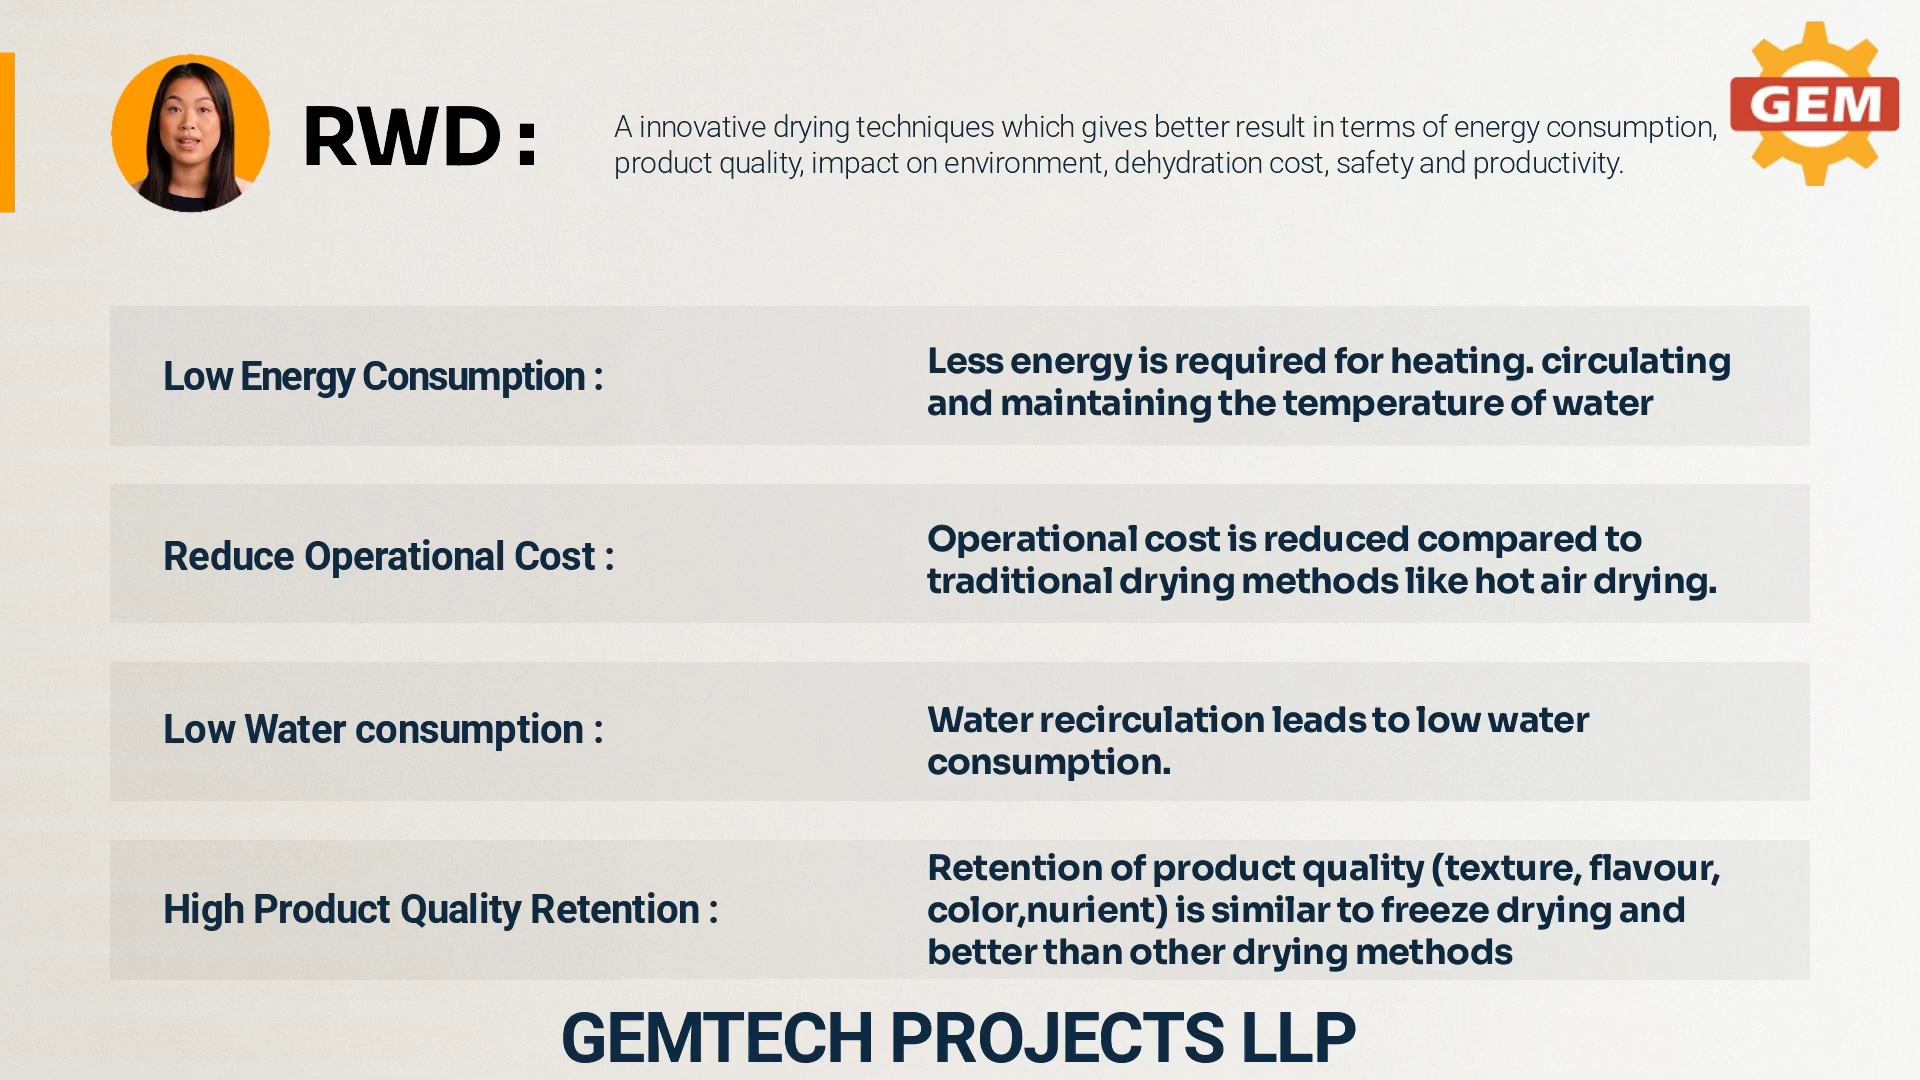 RWD :
A innovative drying techniques which gives better result in terms of energy consumption,
product quality, impact on environment, dehydration cost, safety and productivity.
GEM
Low Energy Consumption :
Less energy is required for heating. circulating
and maintaining the temperature of water
Reduce Operational Cost :
Operational cost is reduced compared to
traditional drying methods like hot air drying.
Low Water consumption :
Water recirculation leads to low water
consumption.
High Product Quality Retention :
Retention of product quality (texture, flavour,
color,nurient) is similar to freeze drying and
better than other drying methods
GEMTECH PROJECTS LLP